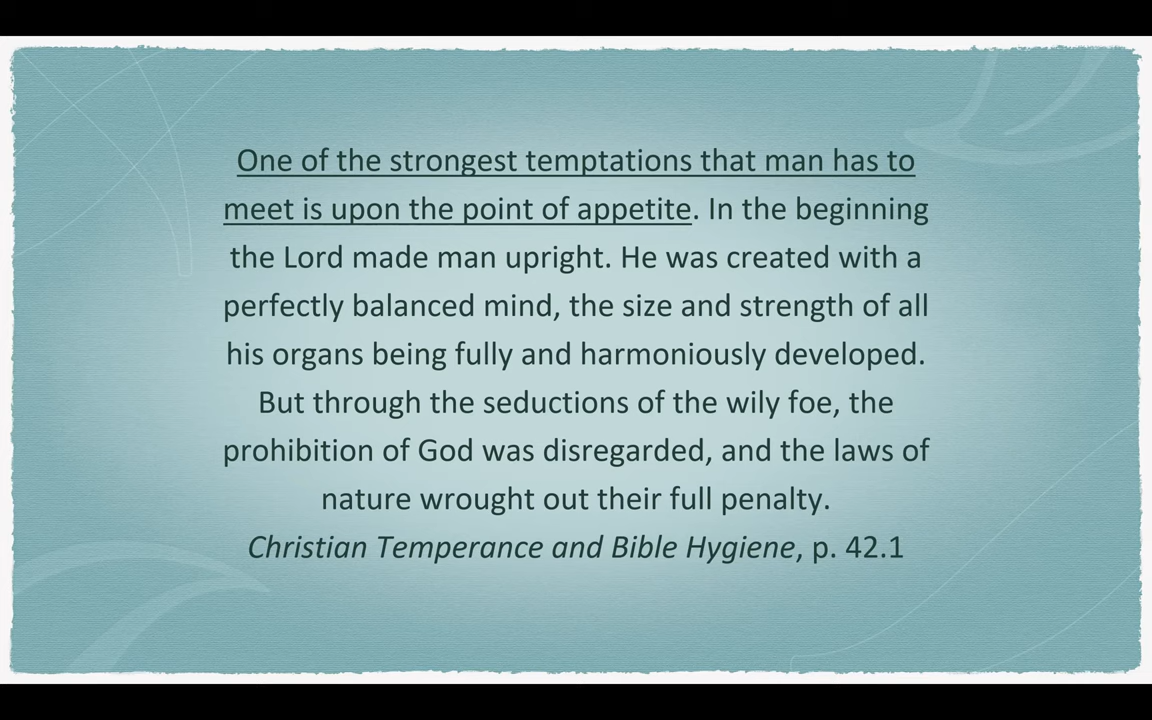 One of the strongest temptations that man has to
meet is upon the point of appetite. In the beginning
the Lord made man upright. He was created with a
perfectly balanced mind, the size and strength of all
his organs being fully and harmoniously developed.
But through the seductions of the wily foe, the
prohibition of God was disregarded, and the laws of
nature wrought out their full penalty.
Christian Temperance and Bible Hygiene, p. 42.1